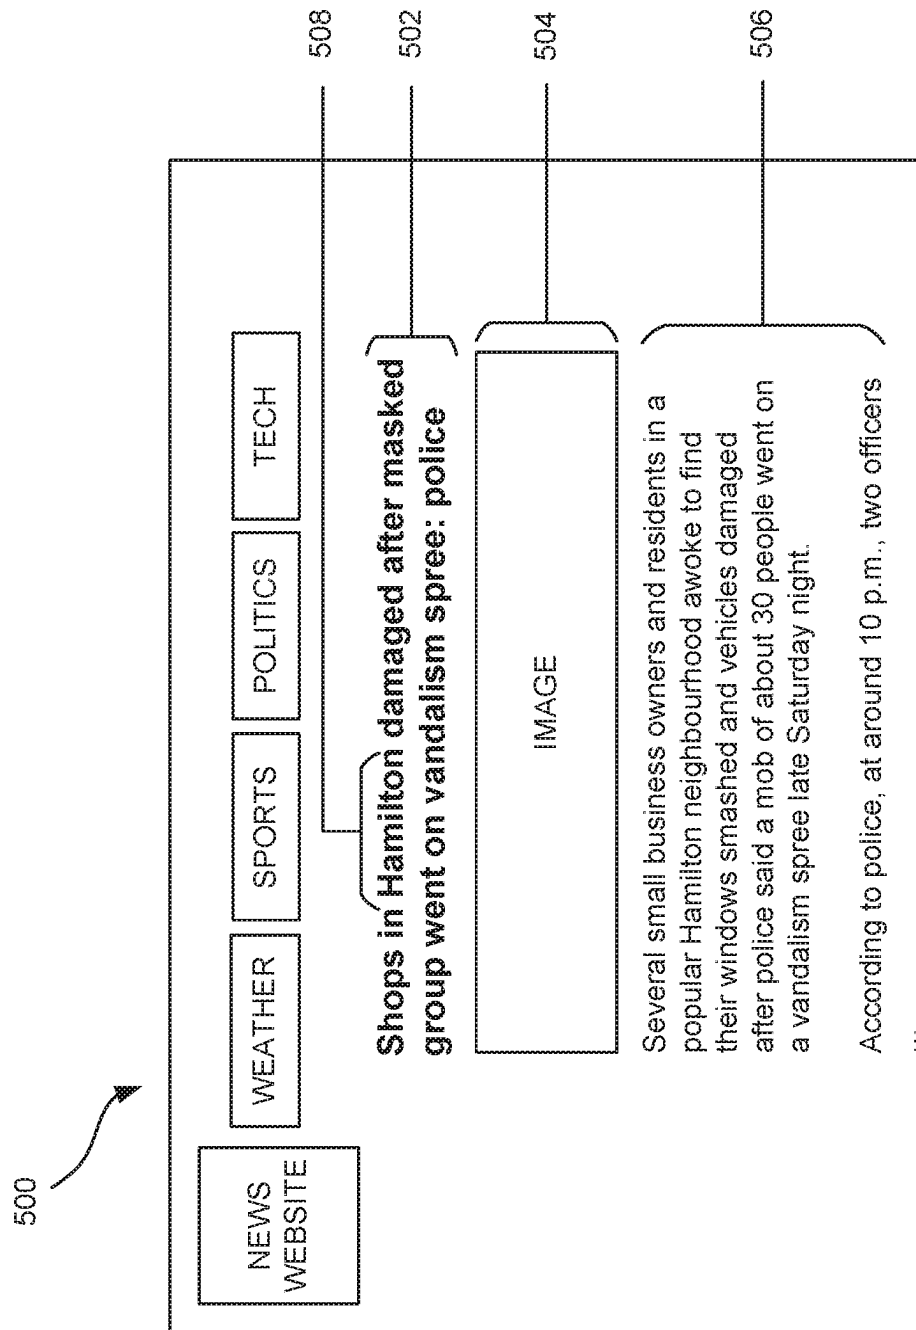 500
NEWS
WEBSITE
WEATHER
SPORTS
POLITICS
TECH
508
Shops in Hamilton damaged after masked
group went on vandalism spree: police
502
IMAGE
504
Several small business owners and residents in a
popular Hamilton neighbourhood awoke to find
their windows smashed and vehicles damaged
after police said a mob of about 30 people went on
a vandalism spree late Saturday night.
506
According to police, at around 10 p.m., two officers
...